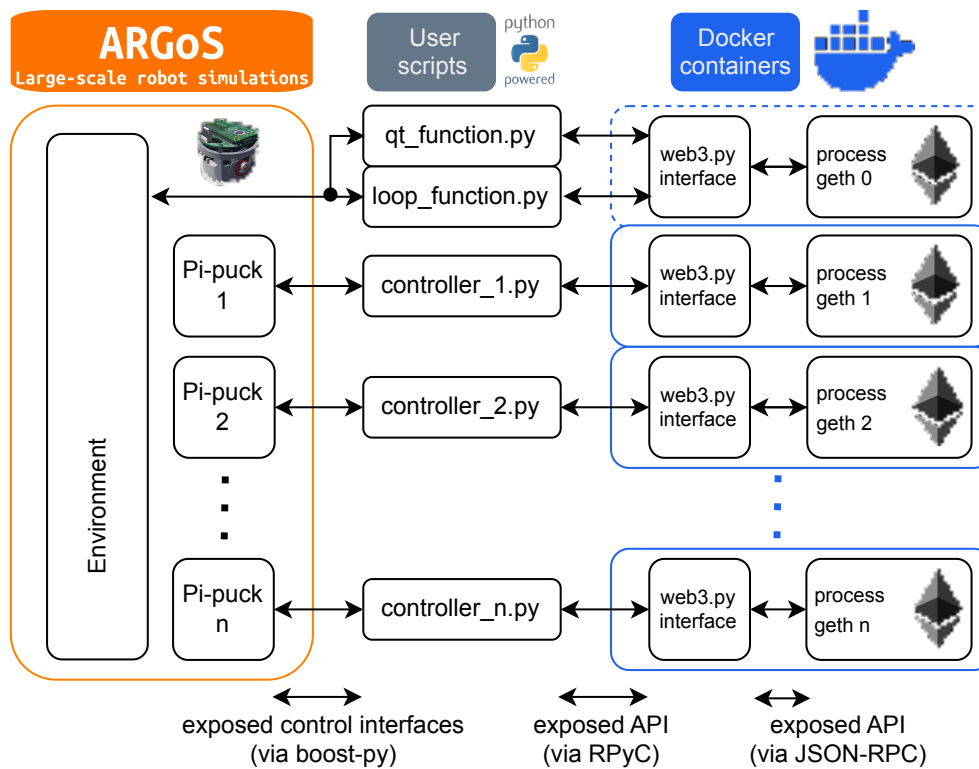 ARGoS
Large-scale robot simulations
User
scripts
python
powered
Docker
containers
Environment
qt_function.py
loop_function.py
web3.py
interface
process
geth 0
Pi-puck
1
controller_1.py
web3.py
interface
process
geth 1
Pi-puck
2
controller_2.py
web3.py
interface
process
geth 2
Pi-puck
n
controller_n.py
web3.py
interface
process
geth n
exposed control interfaces
(via boost-py)
exposed API
(via RPyC)
exposed API
(via JSON-RPC)